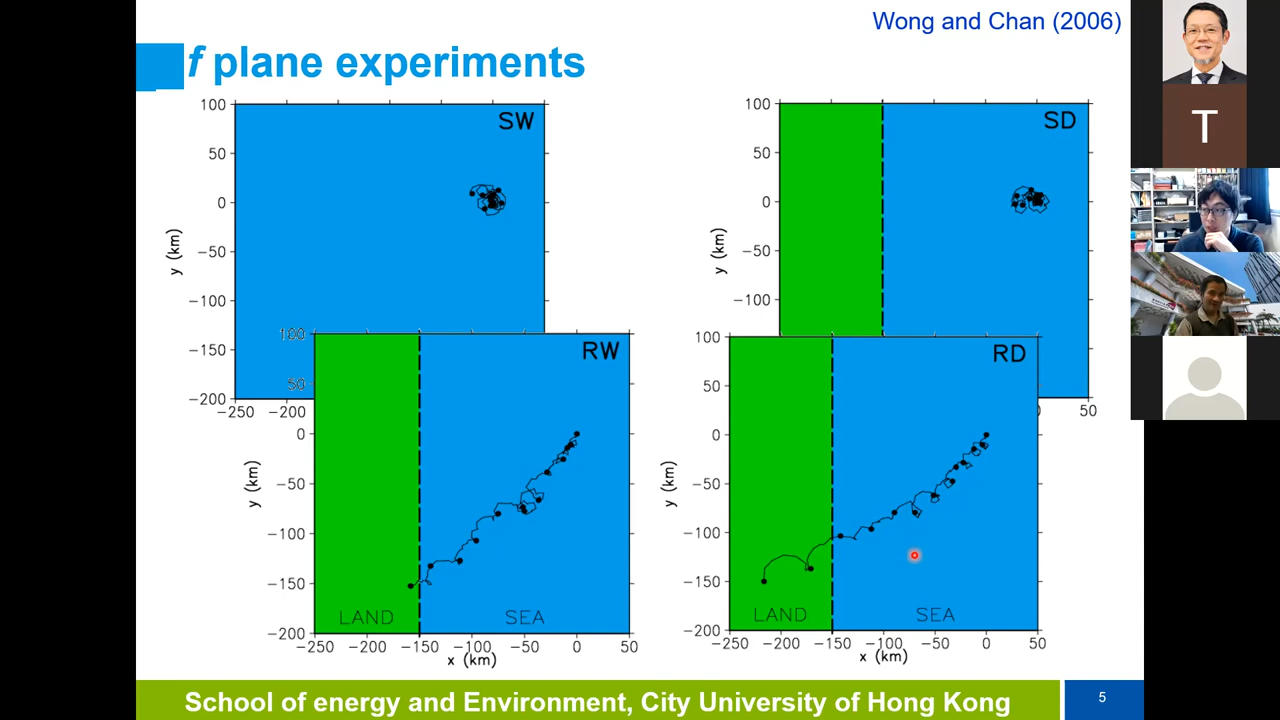 Wong and Chan (2006)
f plane experiments
SW
100
50
0
−50
−100
−150
−200
−250
−200
y (km)
SD
100
50
0
−50
−100
50
y (km)
RW
100
50
0
−50
−100
−150
−200
y (km)
LAND
SEA
−250
−200
−150
−100
−50
0
50
x (km)
RD
100
50
0
−50
−100
−150
−200
y (km)
LAND
SEA
−250
−200
−150
−100
−50
0
50
x (km)
T
School of energy and Environment, City University of Hong Kong
5